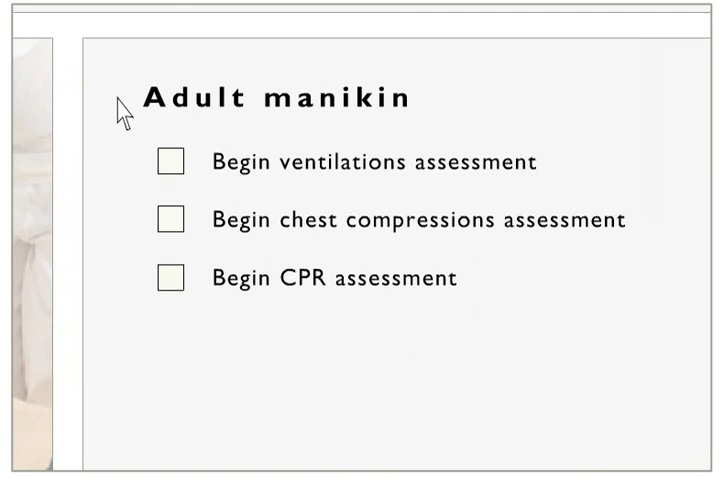 Adult manikin
Begin ventilations assessment
Begin chest compressions assessment
Begin CPR assessment